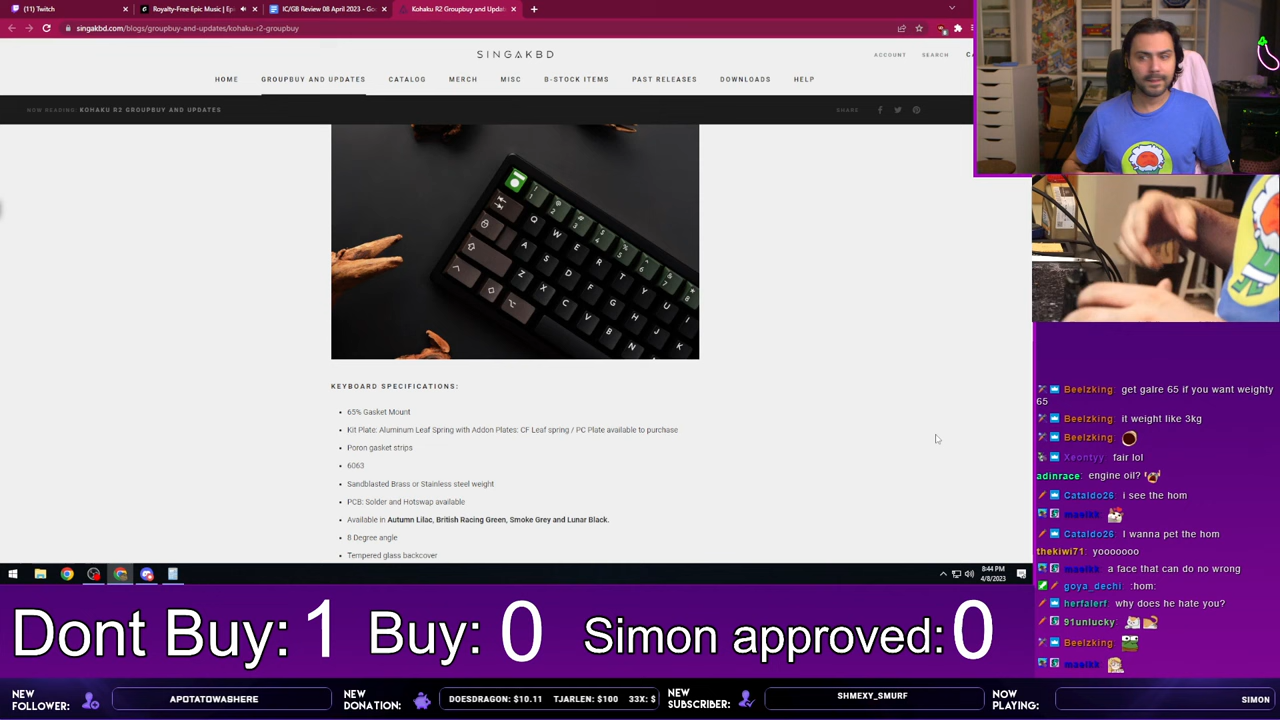 (11) Twitch
Royalty-Free Epic Music | Epi
IC/GB Review 08 April 2023 - Goo
Kohaku R2 Groupbuy and Updat
singakbd.com/blogs/groupbuy-and-updates/kohaku-r2-groupbuy
SINGAKBD
ACCOUNT
SEARCH
HOME
GROUPBUY AND UPDATES
CATALOG
MERCH
MISC
B-STOCK ITEMS
PAST RELEASES
DOWNLOADS
HELP
NOW READING: KOHAKU R2 GROUPBUY AND UPDATES
SHARE
KEYBOARD SPECIFICATIONS:
65% Gasket Mount
Kit Plate: Aluminum Leaf Spring with Addon Plates: CF Leaf spring / PC Plate available to purchase
Poron gasket strips
6063
Sandblasted Brass or Stainless steel weight
PCB: Solder and Hotswap available
Available in Autumn Lilac, British Racing Green, Smoke Grey and Lunar Black.
8 Degree angle
Tempered glass backcover
8:44 PM
4/8/2023
Beelzking: get galre 65 if you want weighty
65
Beelzking: it weight like 3kg
Beelzking:
Xeontyy: fair lol
adinrace: engine oil?
Cataldo26: i see the hom
Cataldo26: I wanna pet the hom
thekiwi71: yooooooo
a face that can do no wrong
goya_dechi: :hom:
herfalerf: why does he hate you?
91unlucky:
Beelzking:
Dont Buy: 1 Buy: 0 Simon approved: 0
NEW
FOLLOWER:
APOTATOWASHERE
NEW
DONATION:
DOESDRAGON: $10.11 TJARLEN: $100 33X: $
NEW
SUBSCRIBER:
SHMEXY_SMURF
NOW
PLAYING:
SIMON